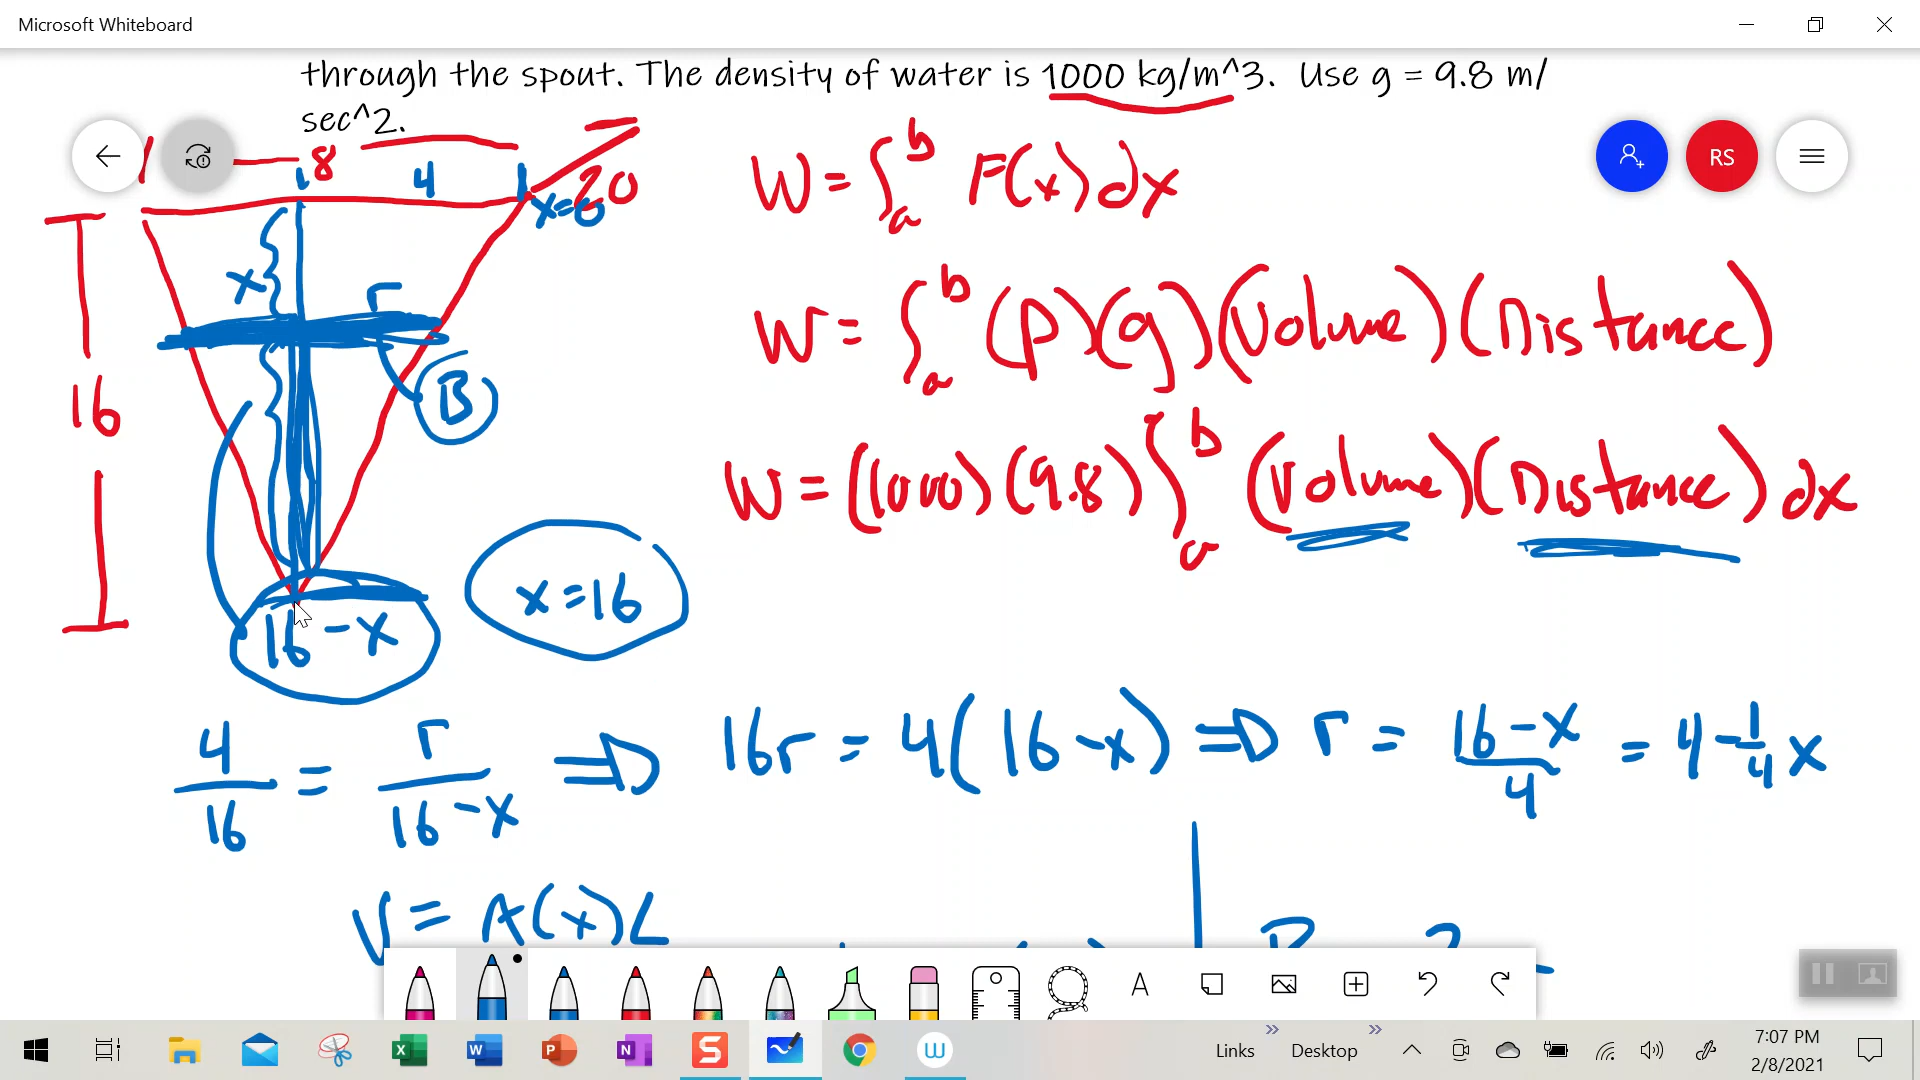 Microsoft Whiteboard
through the spout. The density of water is 1000 kg/m^3. Use g = 9.8 m/
sec^2.
8
4
20
x=0
W = ∫_a^b F(x) dx
RS
x
r
W = ∫_a^b (P)(g)(Volume)(Distance)
16
B
W = (1000)(9.8) ∫_a^b (Volume)(Distance) dx
x=16
16-x
4/16 = r/(16-x) ⇒ 16r = 4(16-x) ⇒ r = (16-x)/4 = 4-1/4 x
V = A(x)L
Links
Desktop
7:07 PM
2/8/2021